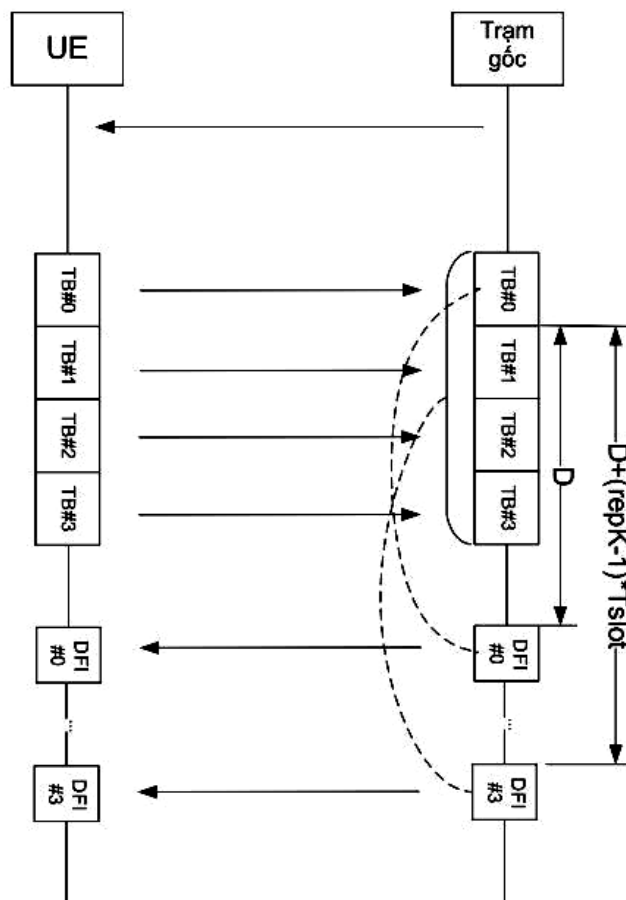 UE
Trạm
gốc
TB#0
TB#1
TB#2
TB#3
TB#0
TB#1
TB#2
TB#3
D
D+(repK-1)*Tslot
DFI
#0
DFI
#0
...
...
DFI
#3
DFI
#3